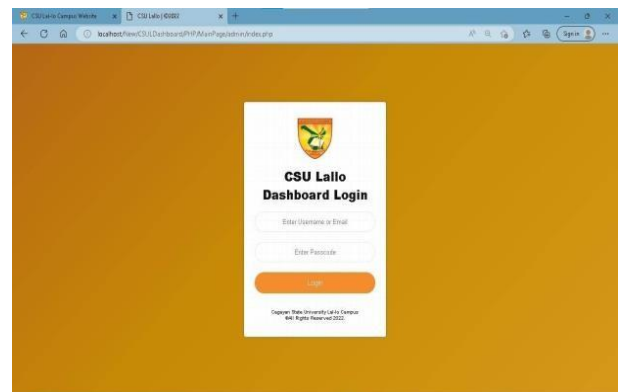 CSU Lal-lo Campus Website
CSU Lallo | ©2022
localhost/New/CSULDashboard/PHP/MainPage/admin/index.php
Sign in
CSU Lallo
Dashboard Login
Enter Username or Email
Enter Passcode
Login
Cagayan State University Lal-lo Campus
©All Rights Reserved 2022.